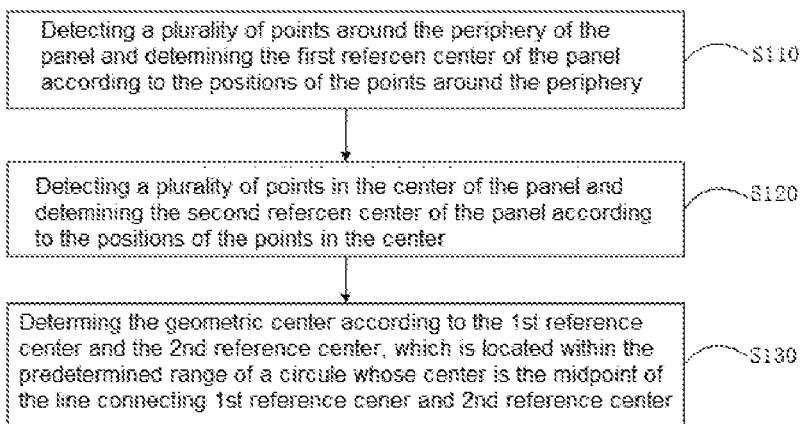 Detecting a plurality of points around the periphery of the
panel and detemining the first refercen center of the panel
according to the positions of the points around the periphery
S110
Detecting a plurality of points in the center of the panel and
detemining the second refercen center of the panel according
to the positions of the points in the center
S120
Determing the geometric center according to the 1st reference
center and the 2nd reference center, which is located within the
predetermined range of a circule whose center is the midpoint of
the line connecting 1st reference cener and 2nd reference center
S130